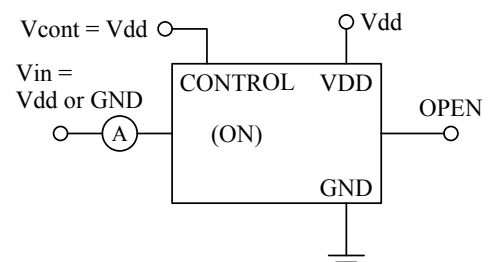 Vcont = Vdd
Vdd
Vin =
Vdd or GND
CONTROL VDD
OPEN
A
(ON)
GND